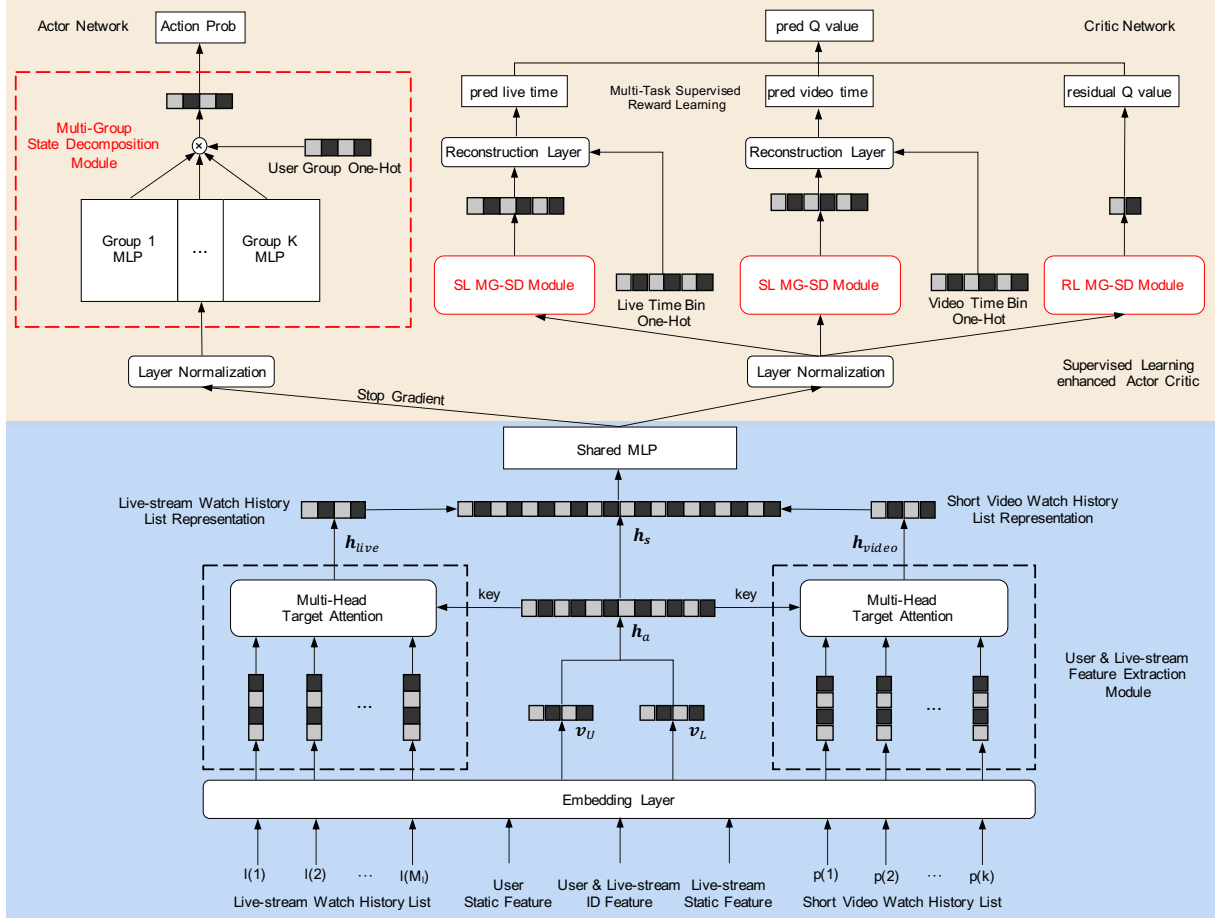 Actor Network
Action Prob
pred Q value
Critic Network
pred live time
Multi-Task Supervised
Reward Learning
pred video time
residual Q value
Multi-Group
State Decomposition
Module
×
User Group One-Hot
Reconstruction Layer
Reconstruction Layer
Group 1
MLP
...
Group K
MLP
SL MG-SD Module
Live Time Bin
One-Hot
SL MG-SD Module
Video Time Bin
One-Hot
RL MG-SD Module
Layer Normalization
Layer Normalization
Supervised Learning
enhanced Actor Critic
Stop Gradient
Shared MLP
Live-stream Watch History
List Representation
Short Video Watch History
List Representation
h_live
h_s
h_video
Multi-Head
Target Attention
key
key
Multi-Head
Target Attention
h_a
User & Live-stream
Feature Extraction
Module
...
...
v_U
v_L
Embedding Layer
l(1)
l(2)
...
l(M_l)
User
Static Feature
User & Live-stream
ID Feature
Live-stream
Static Feature
p(1)
p(2)
...
p(k)
Live-stream Watch History List
Short Video Watch History List